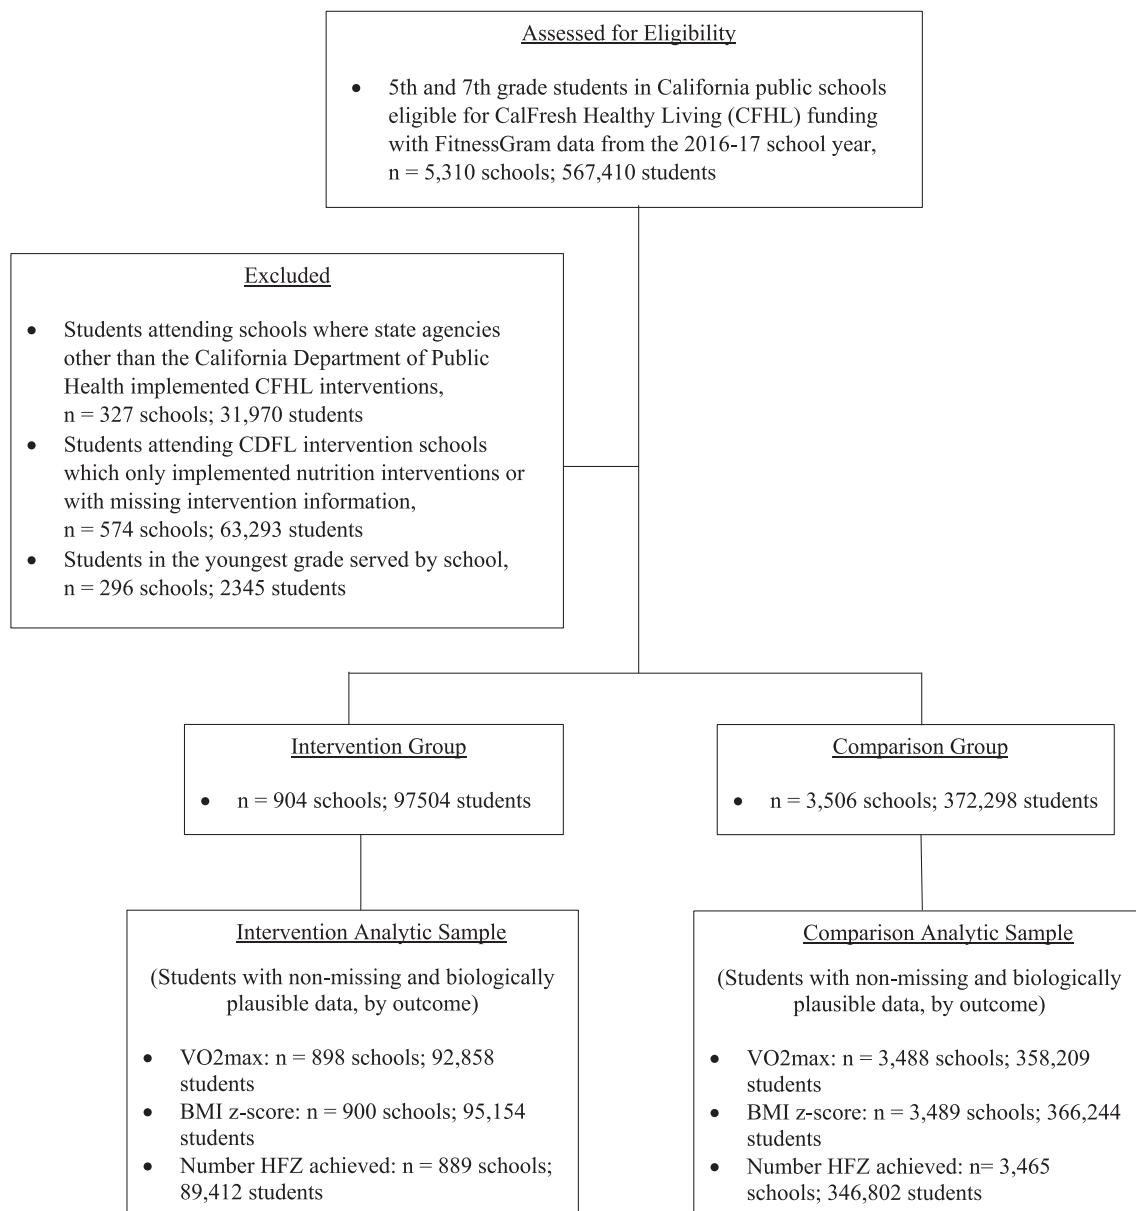 Assessed for Eligibility
• 5th and 7th grade students in California public schools
eligible for CalFresh Healthy Living (CFHL) funding
with FitnessGram data from the 2016-17 school year,
n = 5,310 schools; 567,410 students
Excluded
• Students attending schools where state agencies
other than the California Department of Public
Health implemented CFHL interventions,
n = 327 schools; 31,970 students
• Students attending CDFL intervention schools
which only implemented nutrition interventions or
with missing intervention information,
n = 574 schools; 63,293 students
• Students in the youngest grade served by school,
n = 296 schools; 2345 students
Intervention Group
• n = 904 schools; 97504 students
Comparison Group
• n = 3,506 schools; 372,298 students
Intervention Analytic Sample
(Students with non-missing and biologically
plausible data, by outcome)
• VO2max: n = 898 schools; 92,858
students
• BMI z-score: n = 900 schools; 95,154
students
• Number HFZ achieved: n = 889 schools;
89,412 students
Comparison Analytic Sample
(Students with non-missing and biologically
plausible data, by outcome)
• VO2max: n = 3,488 schools; 358,209
students
• BMI z-score: n = 3,489 schools; 366,244
students
• Number HFZ achieved: n= 3,465
schools; 346,802 students